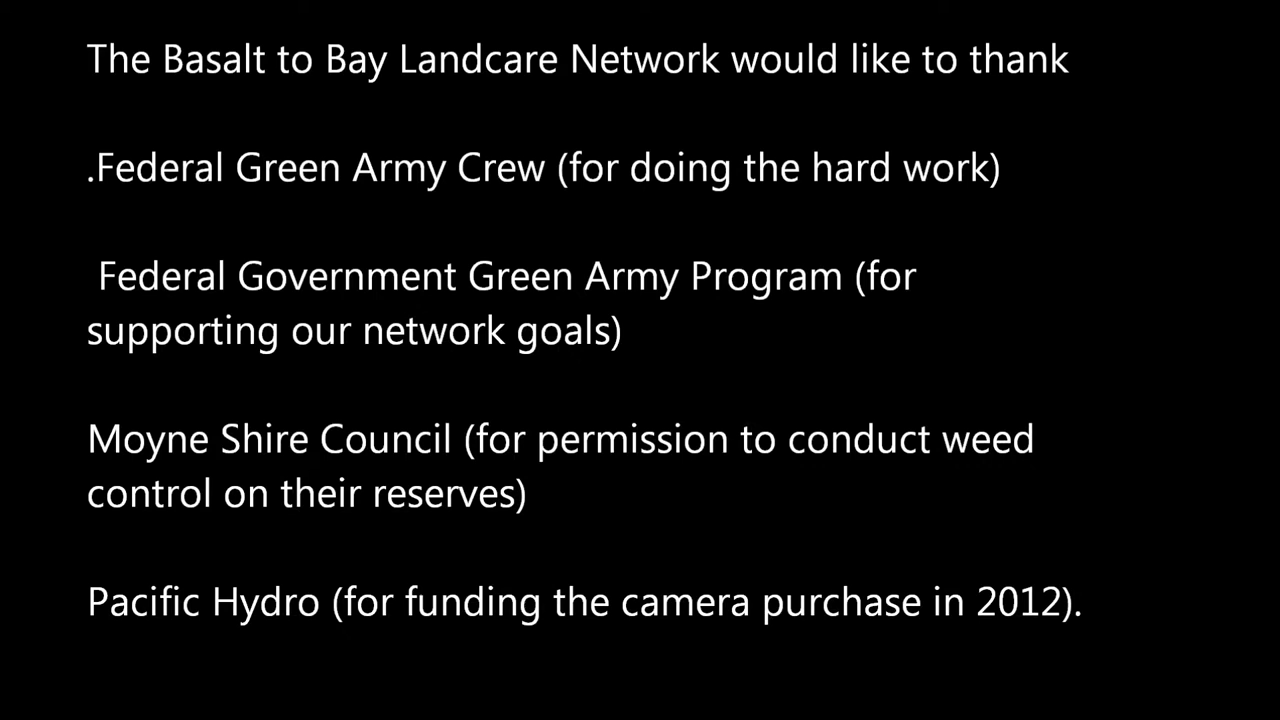 The Basalt to Bay Landcare Network would like to thank
.Federal Green Army Crew (for doing the hard work)
Federal Government Green Army Program (for
supporting our network goals)
Moyne Shire Council (for permission to conduct weed
control on their reserves)
Pacific Hydro (for funding the camera purchase in 2012).